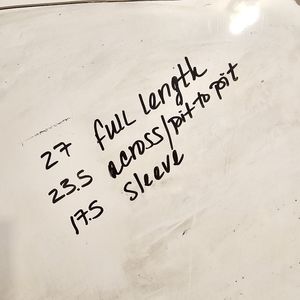 27 full length
23.5 across/pit to pit
17.5 sleeve